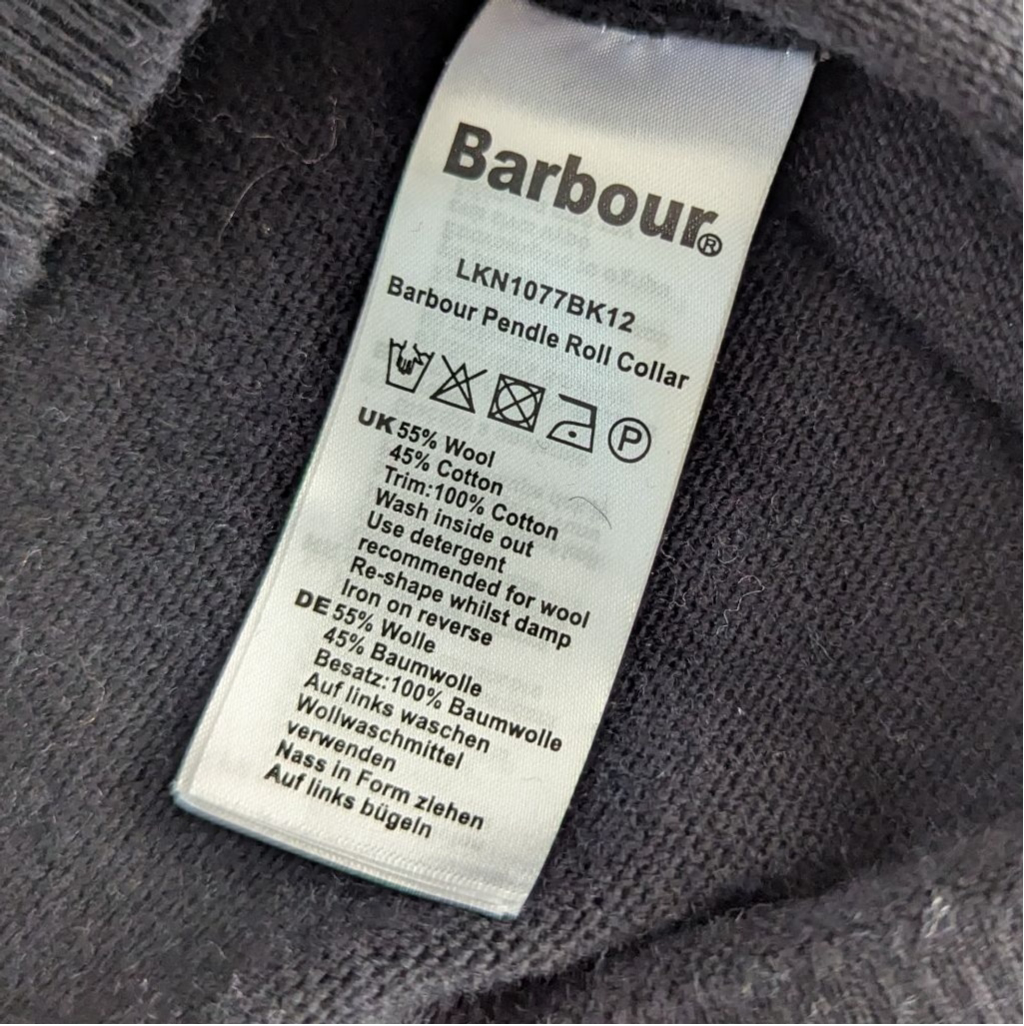 Barbour®
LKN1077BK12
Barbour Pendle Roll Collar
P
UK 55% Wool
45% Cotton
Trim:100% Cotton
Wash inside out
Use detergent
recommended for wool
Re-shape whilst damp
Iron on reverse
DE 55% Wolle
45% Baumwolle
Besatz:100% Baumwolle
Auf links waschen
Wollwaschmittel
verwenden
Nass in Form ziehen
Auf links bügeln